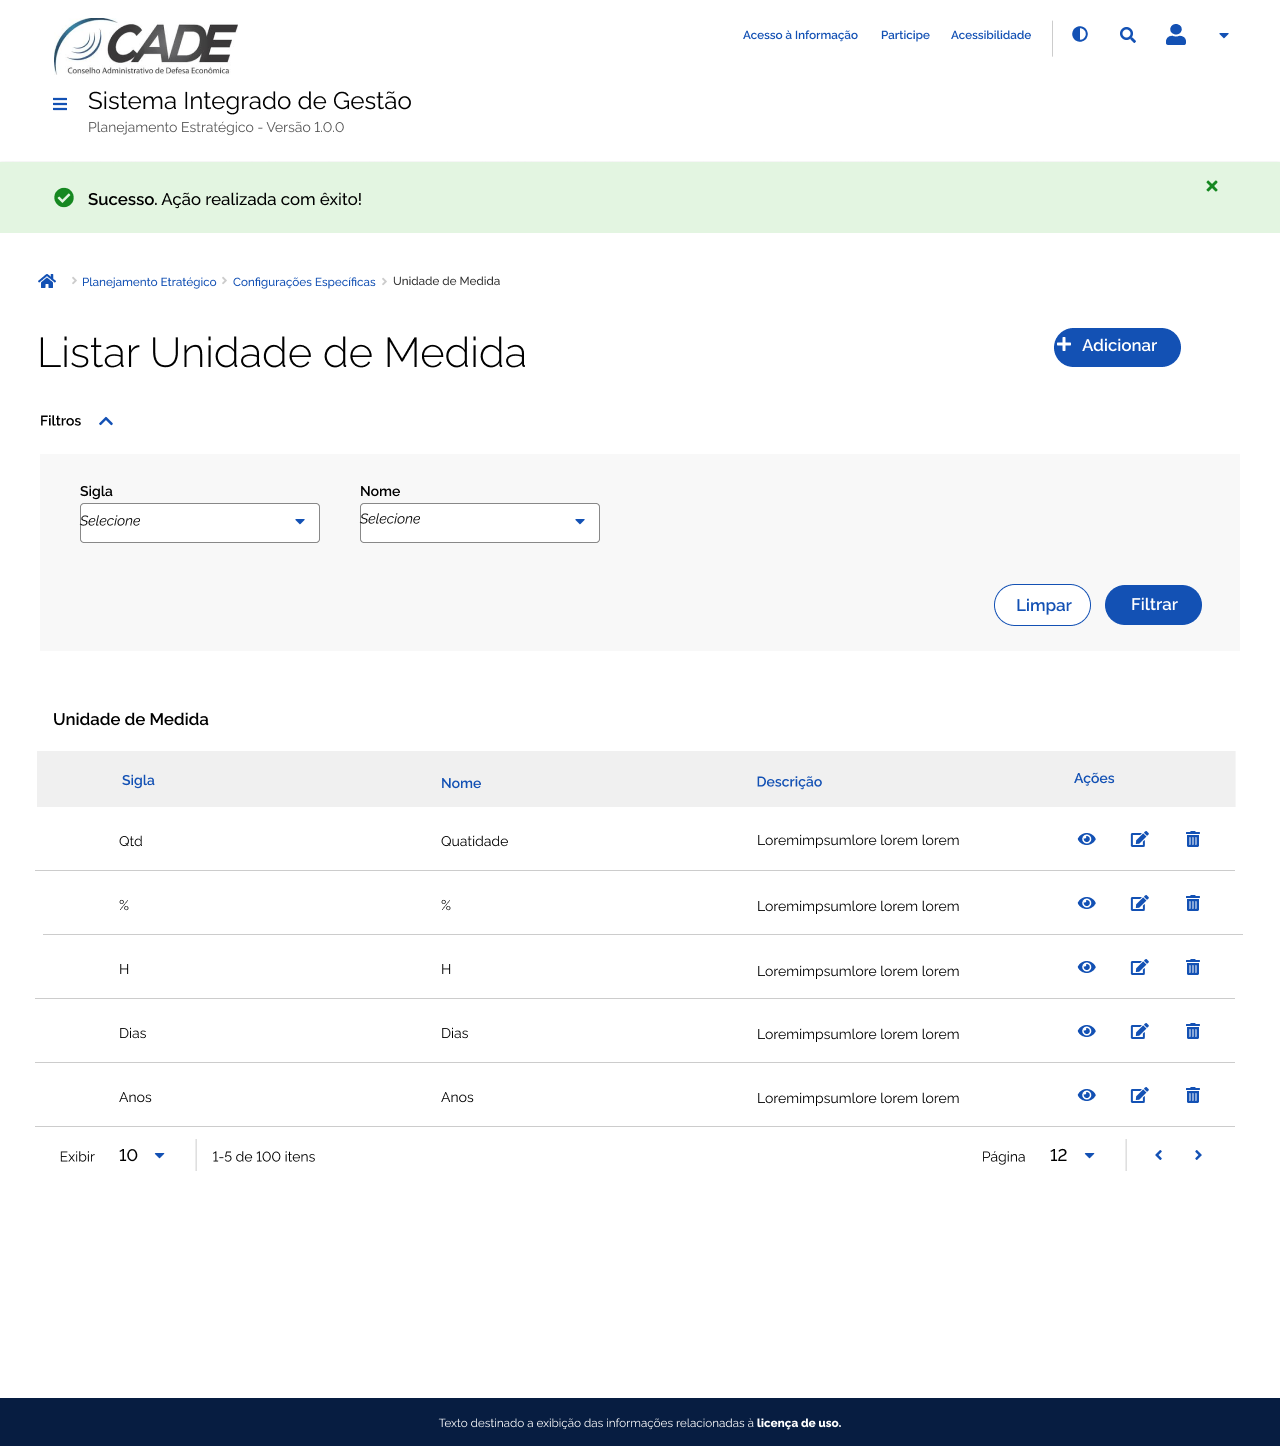 CADE
Conselho Administrativo de Defesa Econômica
Acesso à Informação Participe Acessibilidade
Sistema Integrado de Gestão
Planejamento Estratégico - Versão 1.0.0
Sucesso. Ação realizada com êxito!
Planejamento Etratégico Configurações Específicas Unidade de Medida
Listar Unidade de Medida
Adicionar
Filtros
Sigla Nome
Selecione Selecione
Limpar Filtrar
Unidade de Medida
Sigla Nome Descrição Ações
Qtd Quatidade Loremimpsumlore lorem lorem
% % Loremimpsumlore lorem lorem
H H Loremimpsumlore lorem lorem
Dias Dias Loremimpsumlore lorem lorem
Anos Anos Loremimpsumlore lorem lorem
Exibir 10 1-5 de 100 itens Página 12
Texto destinado a exibição das informações relacionadas à licença de uso.